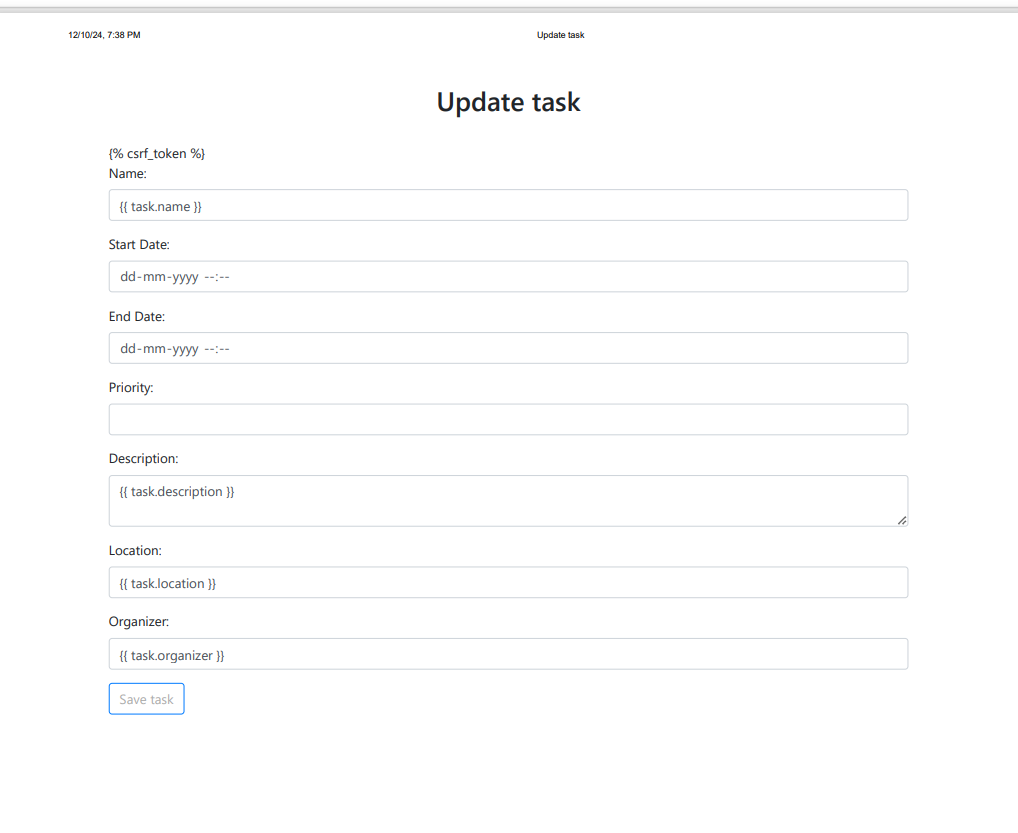 12/10/24, 7:38 PM Update task
Update task
{% csrf_token %}
Name:
{{ task.name }}
Start Date:
dd-mm-yyyy --:--
End Date:
dd-mm-yyyy --:--
Priority:
Description:
{{ task.description }}
Location:
{{ task.location }}
Organizer:
{{ task.organizer }}
Save task